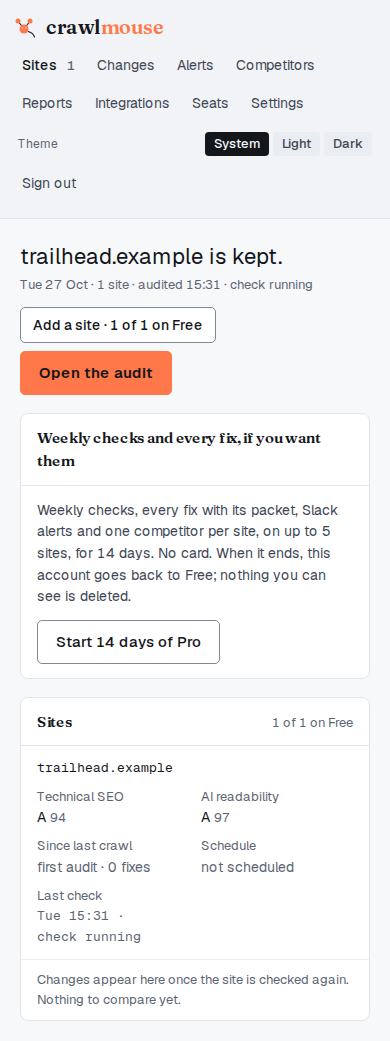 crawlmouse
Sites 1 Changes Alerts Competitors
Reports Integrations Seats Settings
Theme System Light Dark
Sign out
trailhead.example is kept.
Tue 27 Oct · 1 site · audited 15:31 · check running
Add a site · 1 of 1 on Free
Open the audit
Weekly checks and every fix, if you want
them
Weekly checks, every fix with its packet, Slack
alerts and one competitor per site, on up to 5
sites, for 14 days. No card. When it ends, this
account goes back to Free; nothing you can
see is deleted.
Start 14 days of Pro
Sites 1 of 1 on Free
trailhead.example
Technical SEO AI readability
A 94 A 97
Since last crawl Schedule
first audit · 0 fixes not scheduled
Last check
Tue 15:31 ·
check running
Changes appear here once the site is checked again.
Nothing to compare yet.